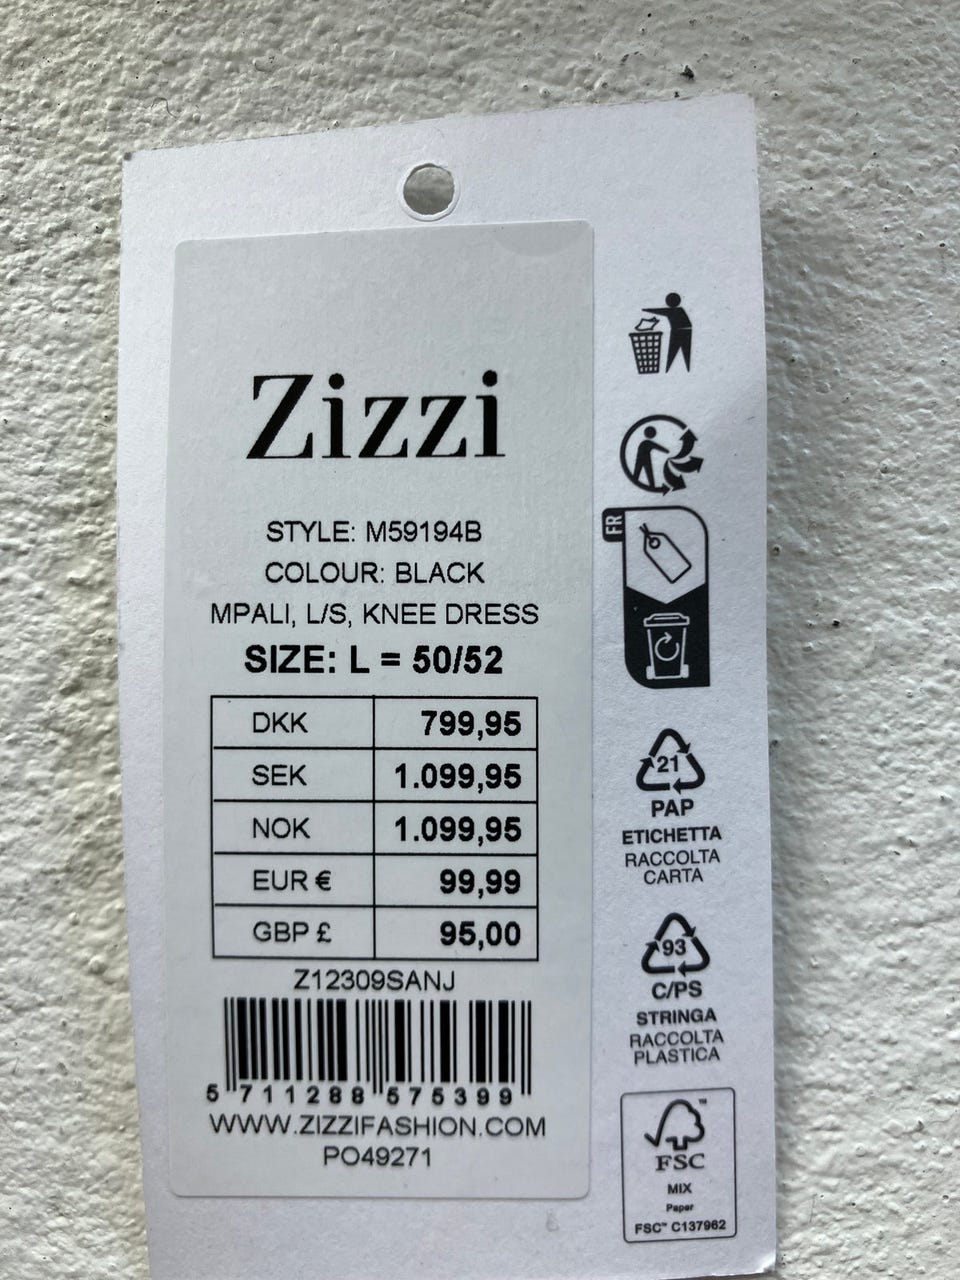 Zizzi
STYLE: M59194B
COLOUR: BLACK
MPALI, L/S, KNEE DRESS
SIZE: L = 50/52
DKK 799,95
SEK 1.099,95
NOK 1.099,95
EUR € 99,99
GBP £ 95,00
Z12309SANJ
5 711288 575399
WWW.ZIZZIFASHION.COM
PO49271
FR
21
PAP
ETICHETTA
RACCOLTA
CARTA
93
C/PS
STRINGA
RACCOLTA
PLASTICA
™
FSC
MIX
Paper
FSC™ C137962